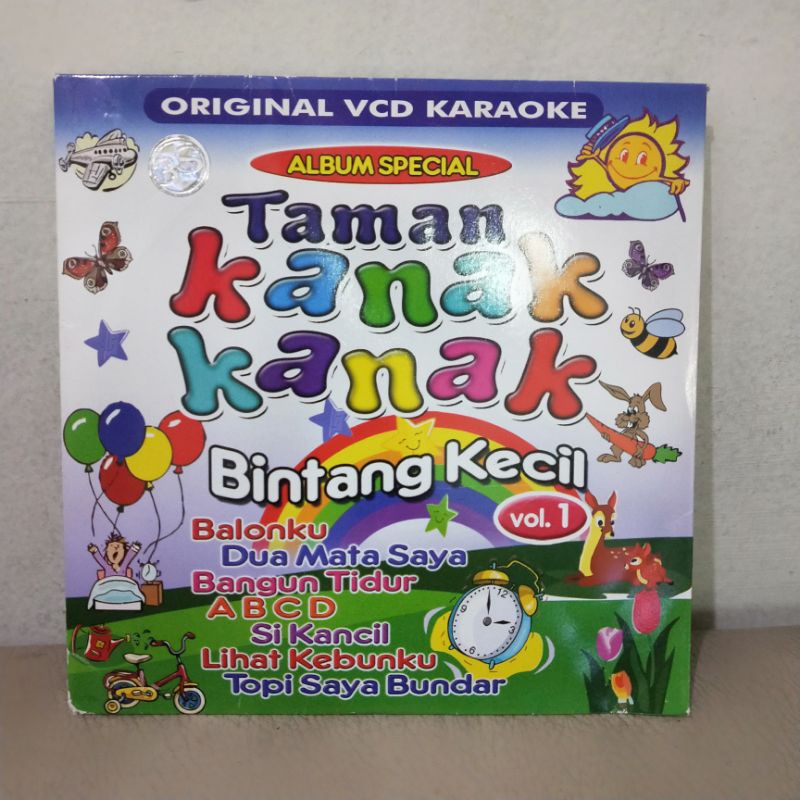 ORIGINAL VCD KARAOKE
ALBUM SPECIAL
Taman
kanak
kanak
Bintang Kecil
vol. 1
Balonku
Dua Mata Saya
Bangun Tidur
A B C D
Si Kancil
Lihat Kebunku
Topi Saya Bundar